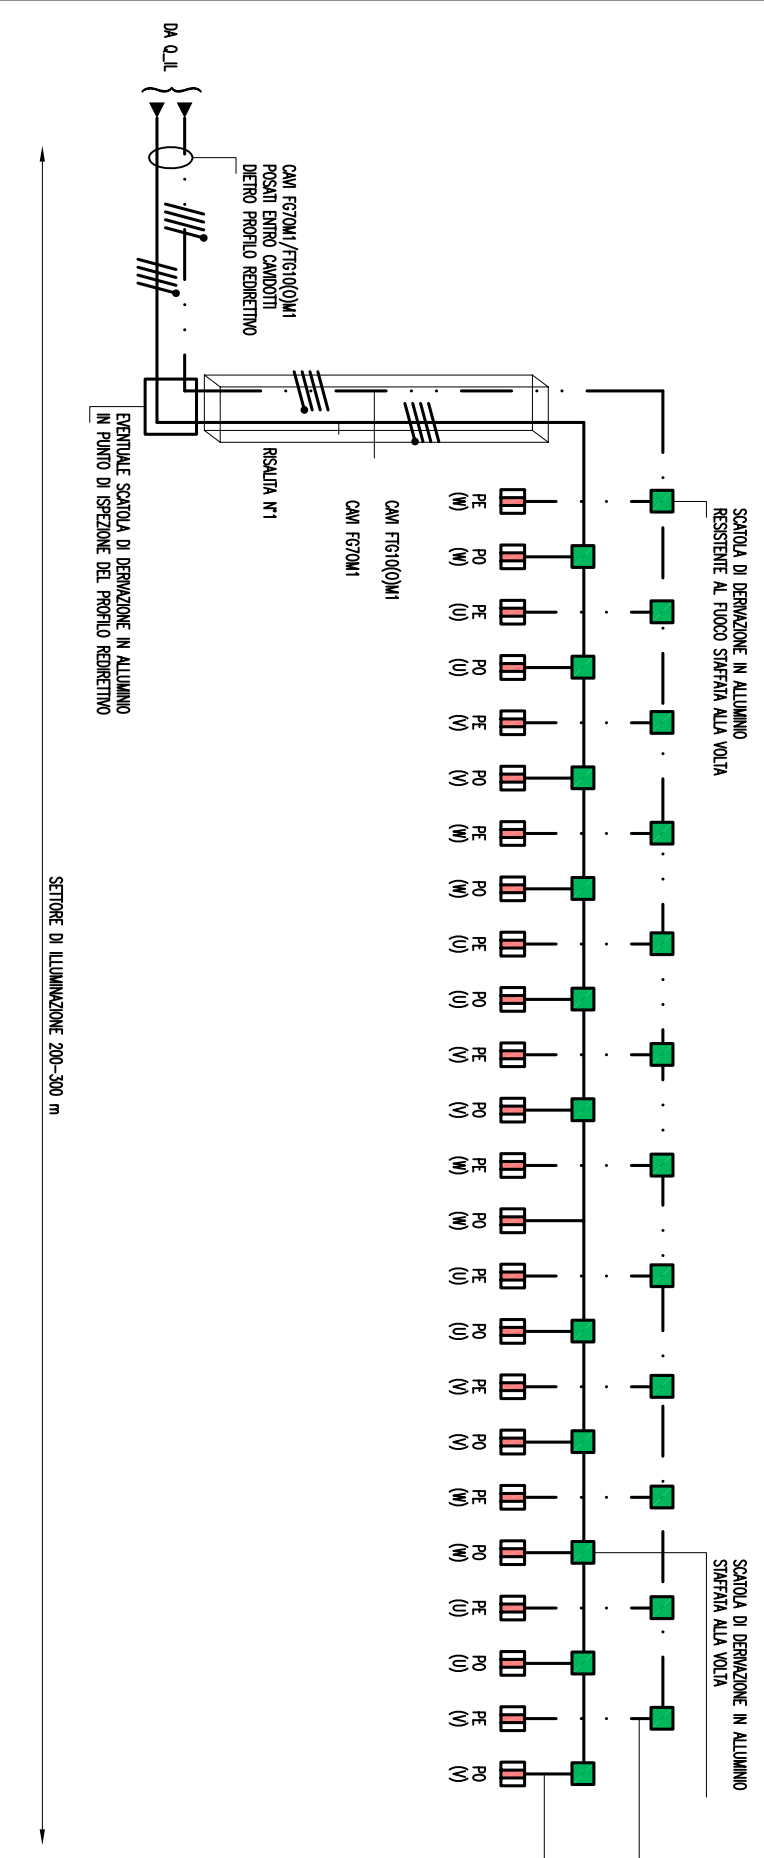 DA Q_IL
CAVI FG7OM1/FTG10(O)M1
POSATI ENTRO CAVIDOTTI
DIETRO PROFILO REDIRETTIVO
EVENTUALE SCATOLA DI DERIVAZIONE IN ALLUMINIO
IN PUNTO DI ISPEZIONE DEL PROFILO REDIRETTIVO
RISALITA N°1
CAVI FTG10(O)M1
CAVI FG7OM1
SCATOLA DI DERIVAZIONE IN ALLUMINIO
RESISTENTE AL FUOCO STAFFATA ALLA VOLTA
SCATOLA DI DERIVAZIONE IN ALLUMINIO
STAFFATA ALLA VOLTA
PE
(W)
PO
(W)
PE
(U)
PO
(U)
PE
(V)
PO
(V)
PE
(W)
PO
(W)
PE
(U)
PO
(U)
PE
(V)
PO
(V)
PE
(W)
PO
(W)
PE
(U)
PO
(U)
PE
(V)
PO
(V)
PE
(W)
PO
(W)
PE
(U)
PO
(U)
PE
(V)
PO
(V)
SETTORE DI ILLUMINAZIONE 200-300 m